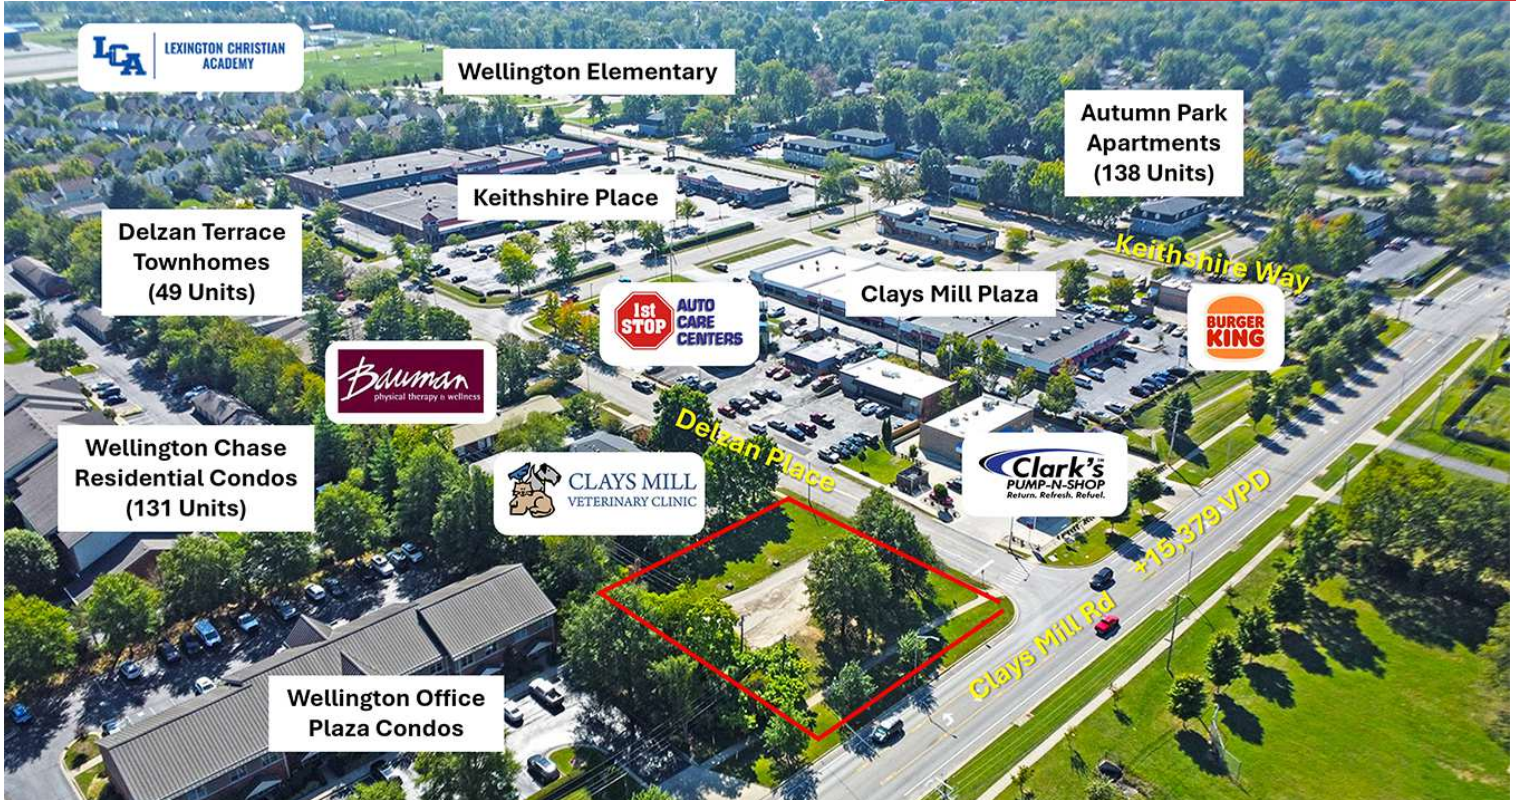 LCA
LEXINGTON CHRISTIAN
ACADEMY
Wellington Elementary
Autumn Park
Apartments
(138 Units)
Keithshire Place
Delzan Terrace
Townhomes
(49 Units)
Keithshire Way
Clays Mill Plaza
1st
STOP
AUTO
CARE
CENTERS
BURGER
KING
Bauman
physical therapy & wellness
Delzan Place
Wellington Chase
Residential Condos
(131 Units)
CLAYS MILL
VETERINARY CLINIC
Clark's
PUMP-N-SHOP
Return. Refresh. Refuel.
±15,379 VPD
Clays Mill Rd
Wellington Office
Plaza Condos